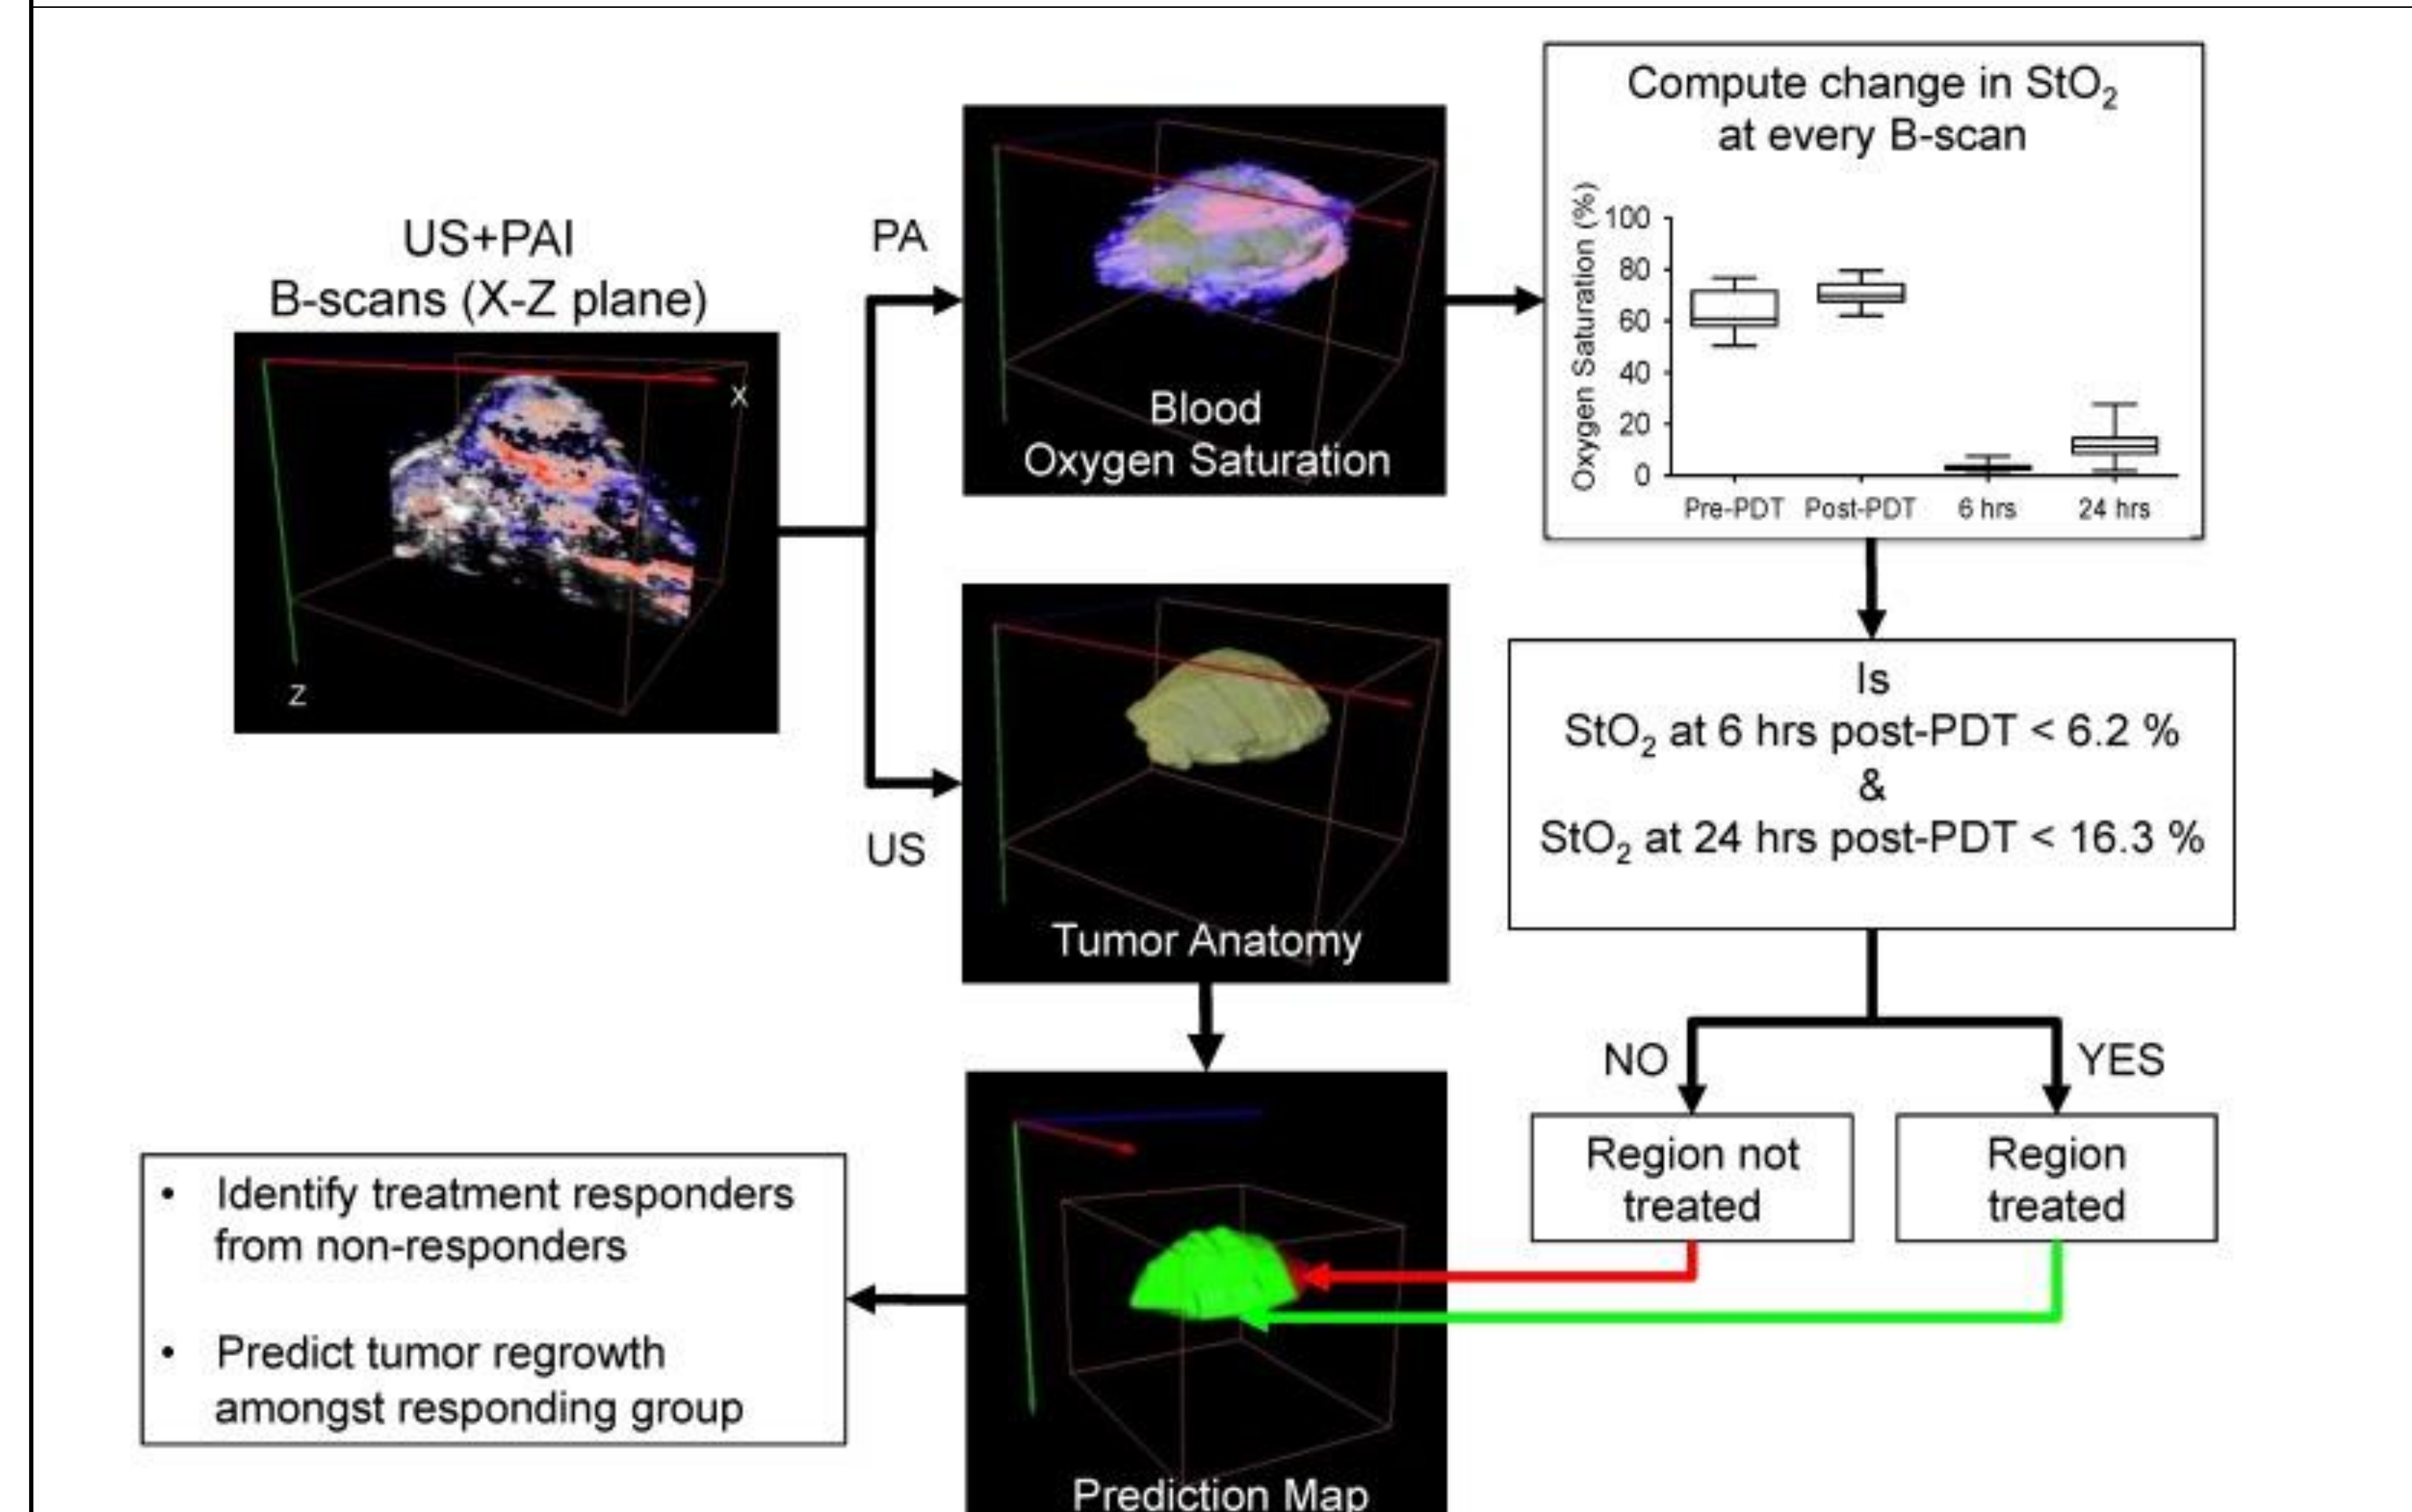 US+PAI
B-scans (X-Z plane)
X
Z
PA
US
Blood
Oxygen Saturation
Tumor Anatomy
Compute change in StO₂
at every B-scan
Oxygen Saturation (%)
100
80
60
40
20
0
Pre-PDT Post-PDT 6 hrs 24 hrs
Is
StO₂ at 6 hrs post-PDT < 6.2 %
&
StO₂ at 24 hrs post-PDT < 16.3 %
NO
YES
Region not
treated
Region
treated
Prediction Map
• Identify treatment responders
from non-responders
• Predict tumor regrowth
amongst responding group